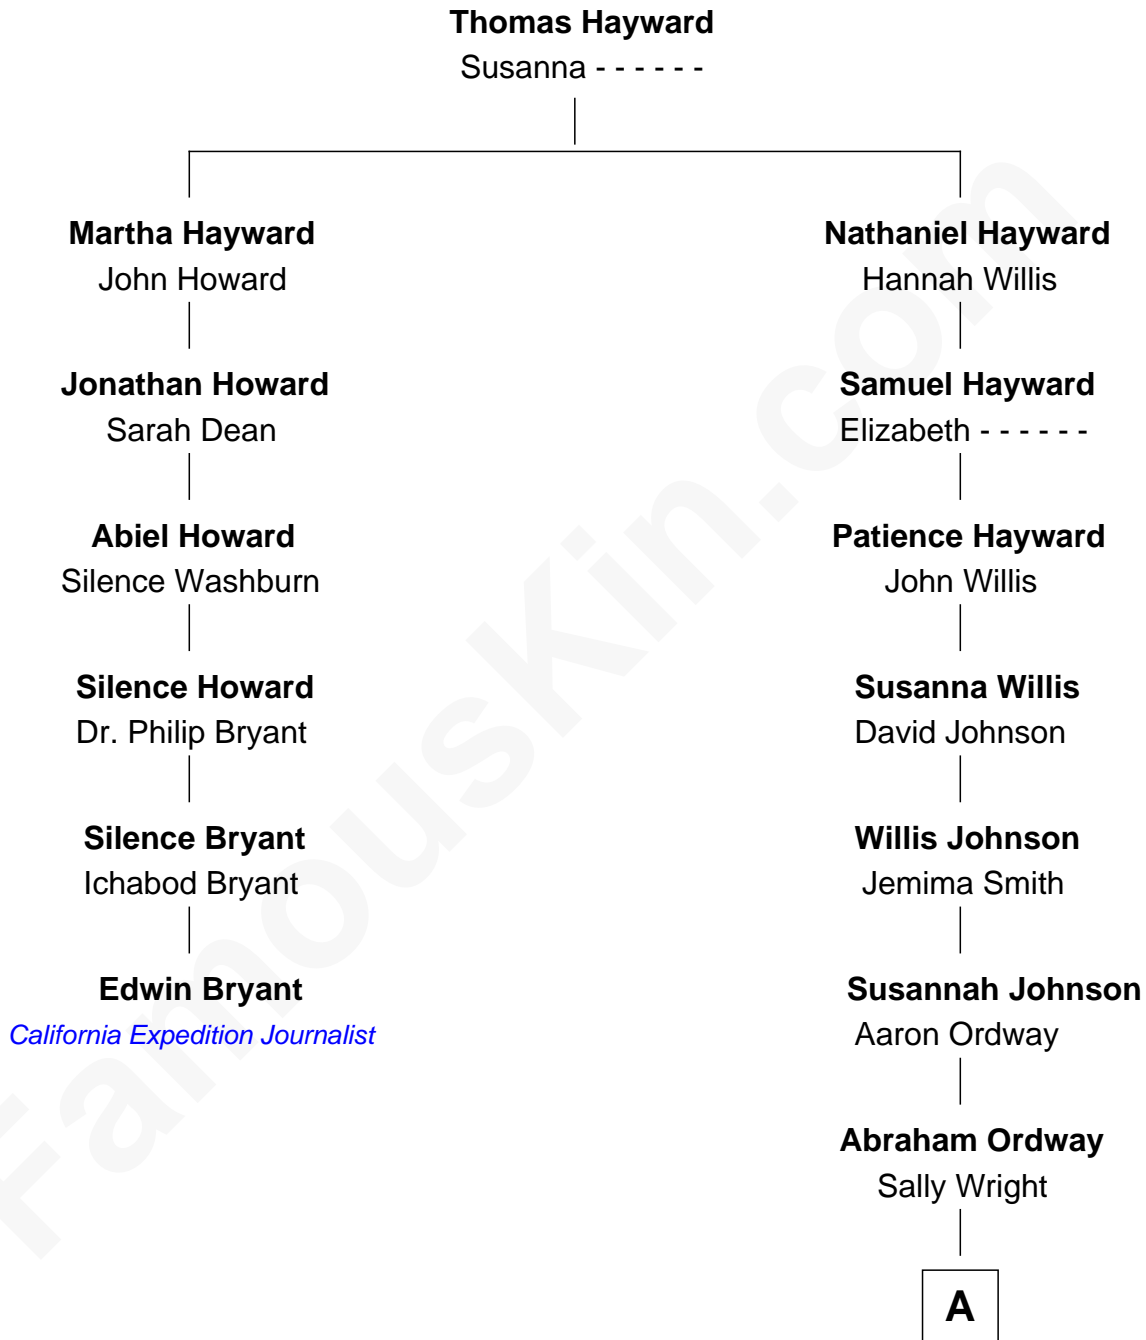 Thomas Hayward
Susanna - - - - - -
Martha Hayward
John Howard
Nathaniel Hayward
Hannah Willis
Jonathan Howard
Sarah Dean
Samuel Hayward
Elizabeth - - - - - -
Abiel Howard
Silence Washburn
Patience Hayward
John Willis
Silence Howard
Dr. Philip Bryant
Susanna Willis
David Johnson
Silence Bryant
Ichabod Bryant
Willis Johnson
Jemima Smith
Edwin Bryant
California Expedition Journalist
Susannah Johnson
Aaron Ordway
Abraham Ordway
Sally Wright
A
FamousKin.com